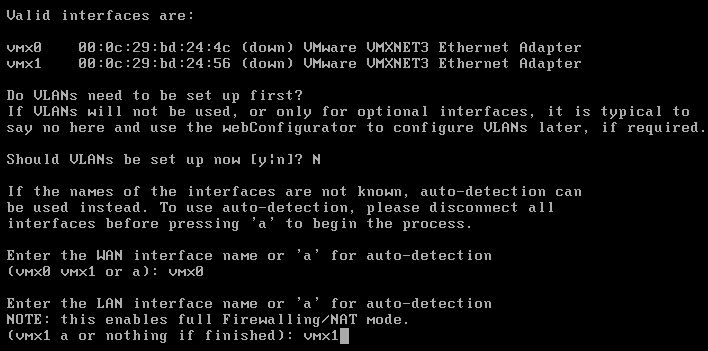 Valid interfaces are:
vmx0    00:0c:29:bd:24:4c (down) VMware VMXNET3 Ethernet Adapter
vmx1    00:0c:29:bd:24:56 (down) VMware VMXNET3 Ethernet Adapter
Do VLANs need to be set up first?
If VLANs will not be used, or only for optional interfaces, it is typical to
say no here and use the webConfigurator to configure VLANs later, if required.
Should VLANs be set up now [y|n]? N
If the names of the interfaces are not known, auto-detection can
be used instead. To use auto-detection, please disconnect all
interfaces before pressing 'a' to begin the process.
Enter the WAN interface name or 'a' for auto-detection
(vmx0 vmx1 or a): vmx0
Enter the LAN interface name or 'a' for auto-detection
NOTE: this enables full Firewalling/NAT mode.
(vmx1 a or nothing if finished): vmx1